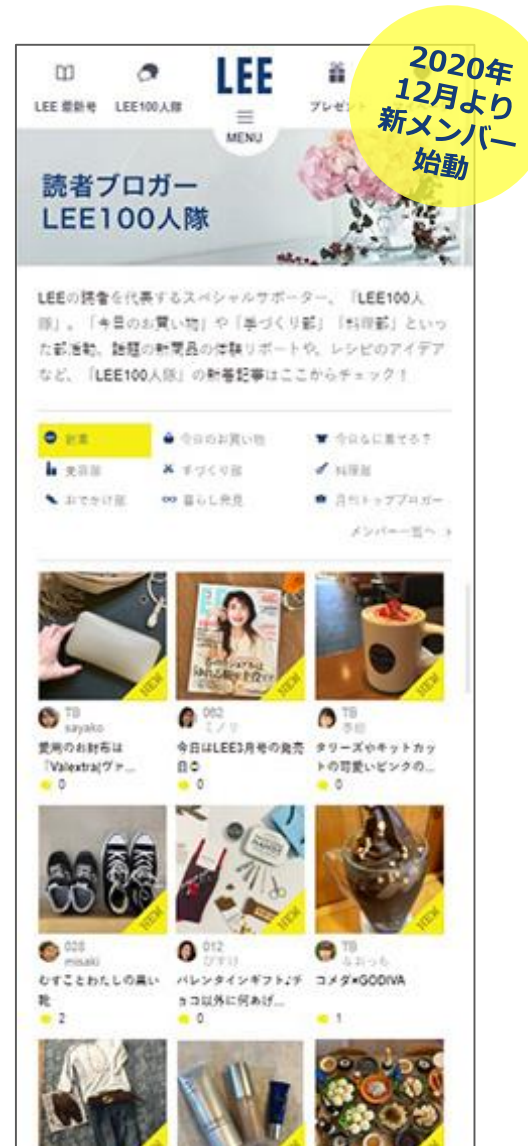 2020年
12月より
新メンバー
始動
LEE
LEE 最新号
LEE100人隊
MENU
読者ブロガー
LEE100人隊
LEEの読者を代表するスペシャルサポーター、「LEE100人
隊」。「今日のお買い物」や「手づくり部」「料理部」といっ
た部活動、話題の新商品の体験リポートや、レシピのアイデア
など、「LEE100人隊」の新着記事はここからチェック！
新着
今日のお買い物
今日なに着てる？
美容部
手づくり部
料理部
おでかけ部
暮らし発見
月刊トップブロガー
メンバー一覧へ
NEW
NEW
NEW
TB
sayako
062
ミノリ
TB
愛用のお財布は
「Valextra(ヴァ...
今日はLEE3月号の発売
日
タリーズやキットカッ
トの可愛いピンクの...
0
0
0
NEW
NEW
NEW
028
misaki
012
TB
むすことわたしの黒い
靴
バレンタインギフト♪チ
ョコ以外に何あげ...
コメダ×GODIVA
2
0
1